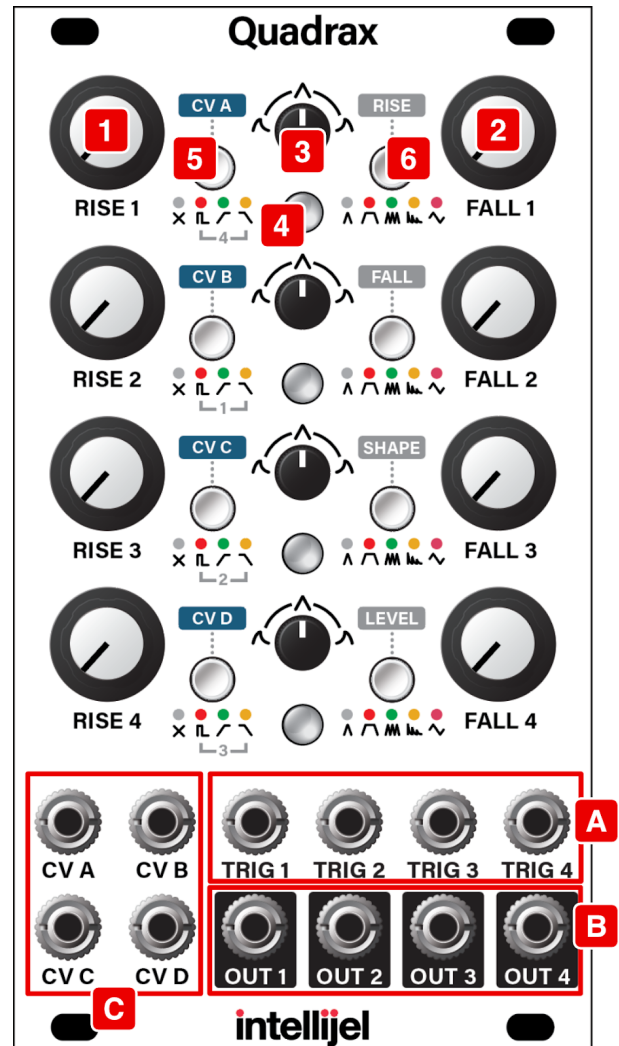 Quadrax
CV A RISE
1 5 3 6 2
RISE 1 4 4 FALL 1
CV B FALL
RISE 2 1 FALL 2
CV C SHAPE
RISE 3 2 FALL 3
CV D LEVEL
RISE 4 3 FALL 4
A
CV A CV B TRIG 1 TRIG 2 TRIG 3 TRIG 4
B
CV C CV D OUT 1 OUT 2 OUT 3 OUT 4
C
intellijel